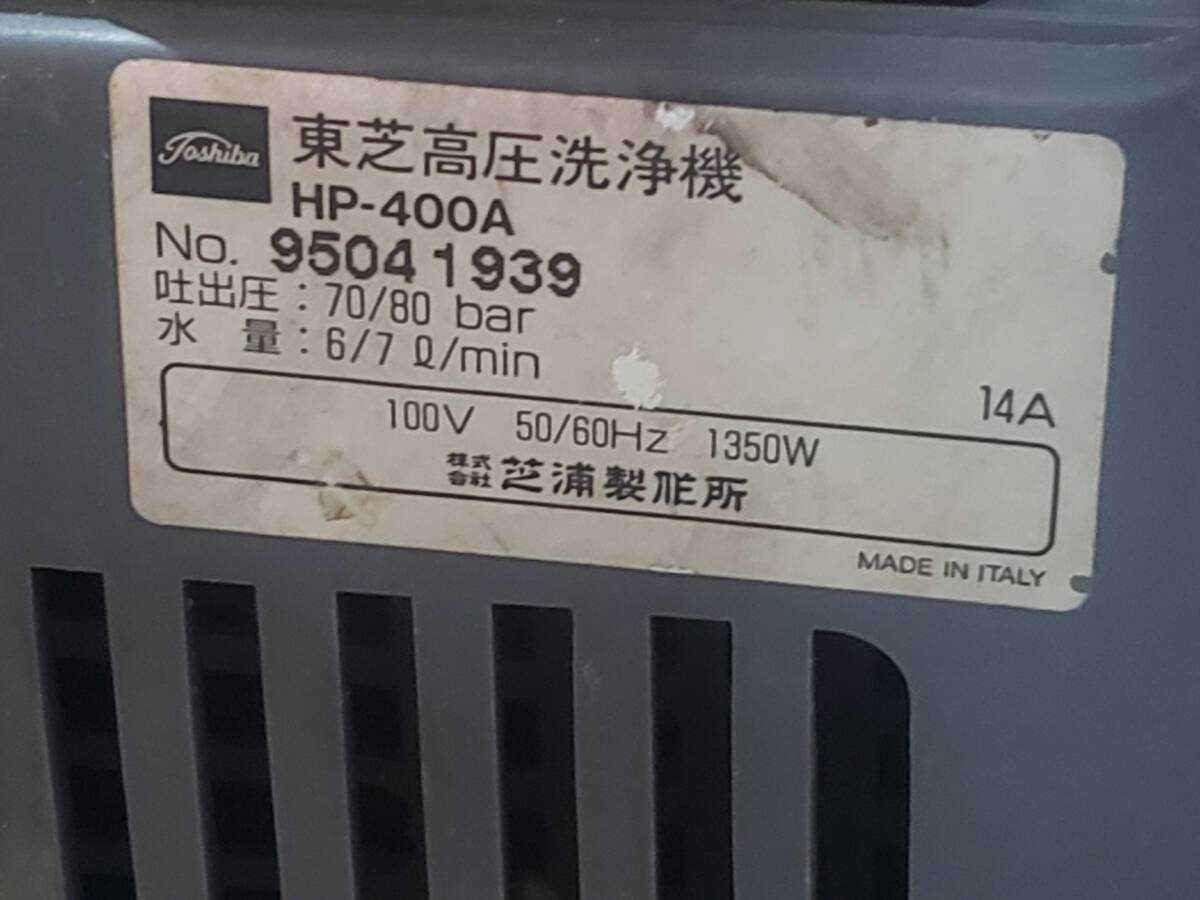 Toshiba
東芝高圧洗浄機
HP-400A
No. 95041939
吐出圧：70/80 bar
水　量：6/7 ℓ/min
14A
100V 50/60Hz 1350W
株式会社 芝浦製作所
MADE IN ITALY